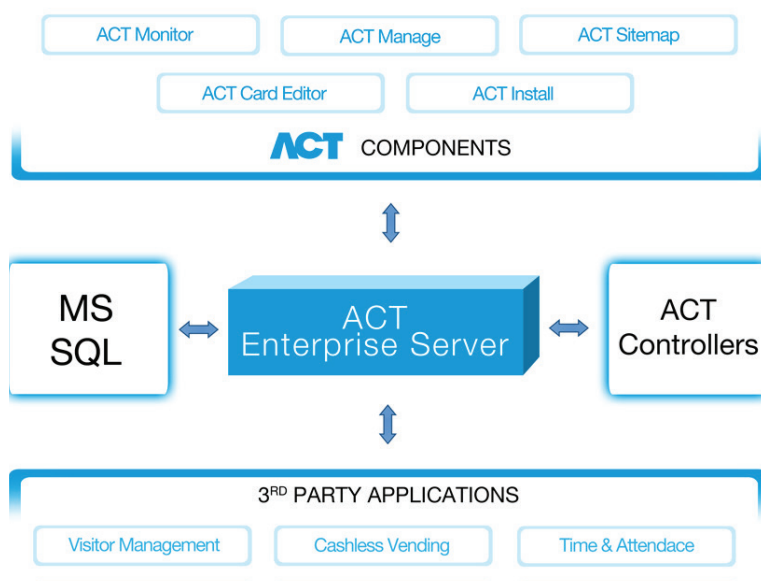 ACT Monitor
ACT Manage
ACT Sitemap
ACT Card Editor
ACT Install
ACT COMPONENTS
MS
SQL
ACT
Enterprise Server
ACT
Controllers
3RD PARTY APPLICATIONS
Visitor Management
Cashless Vending
Time & Attendace